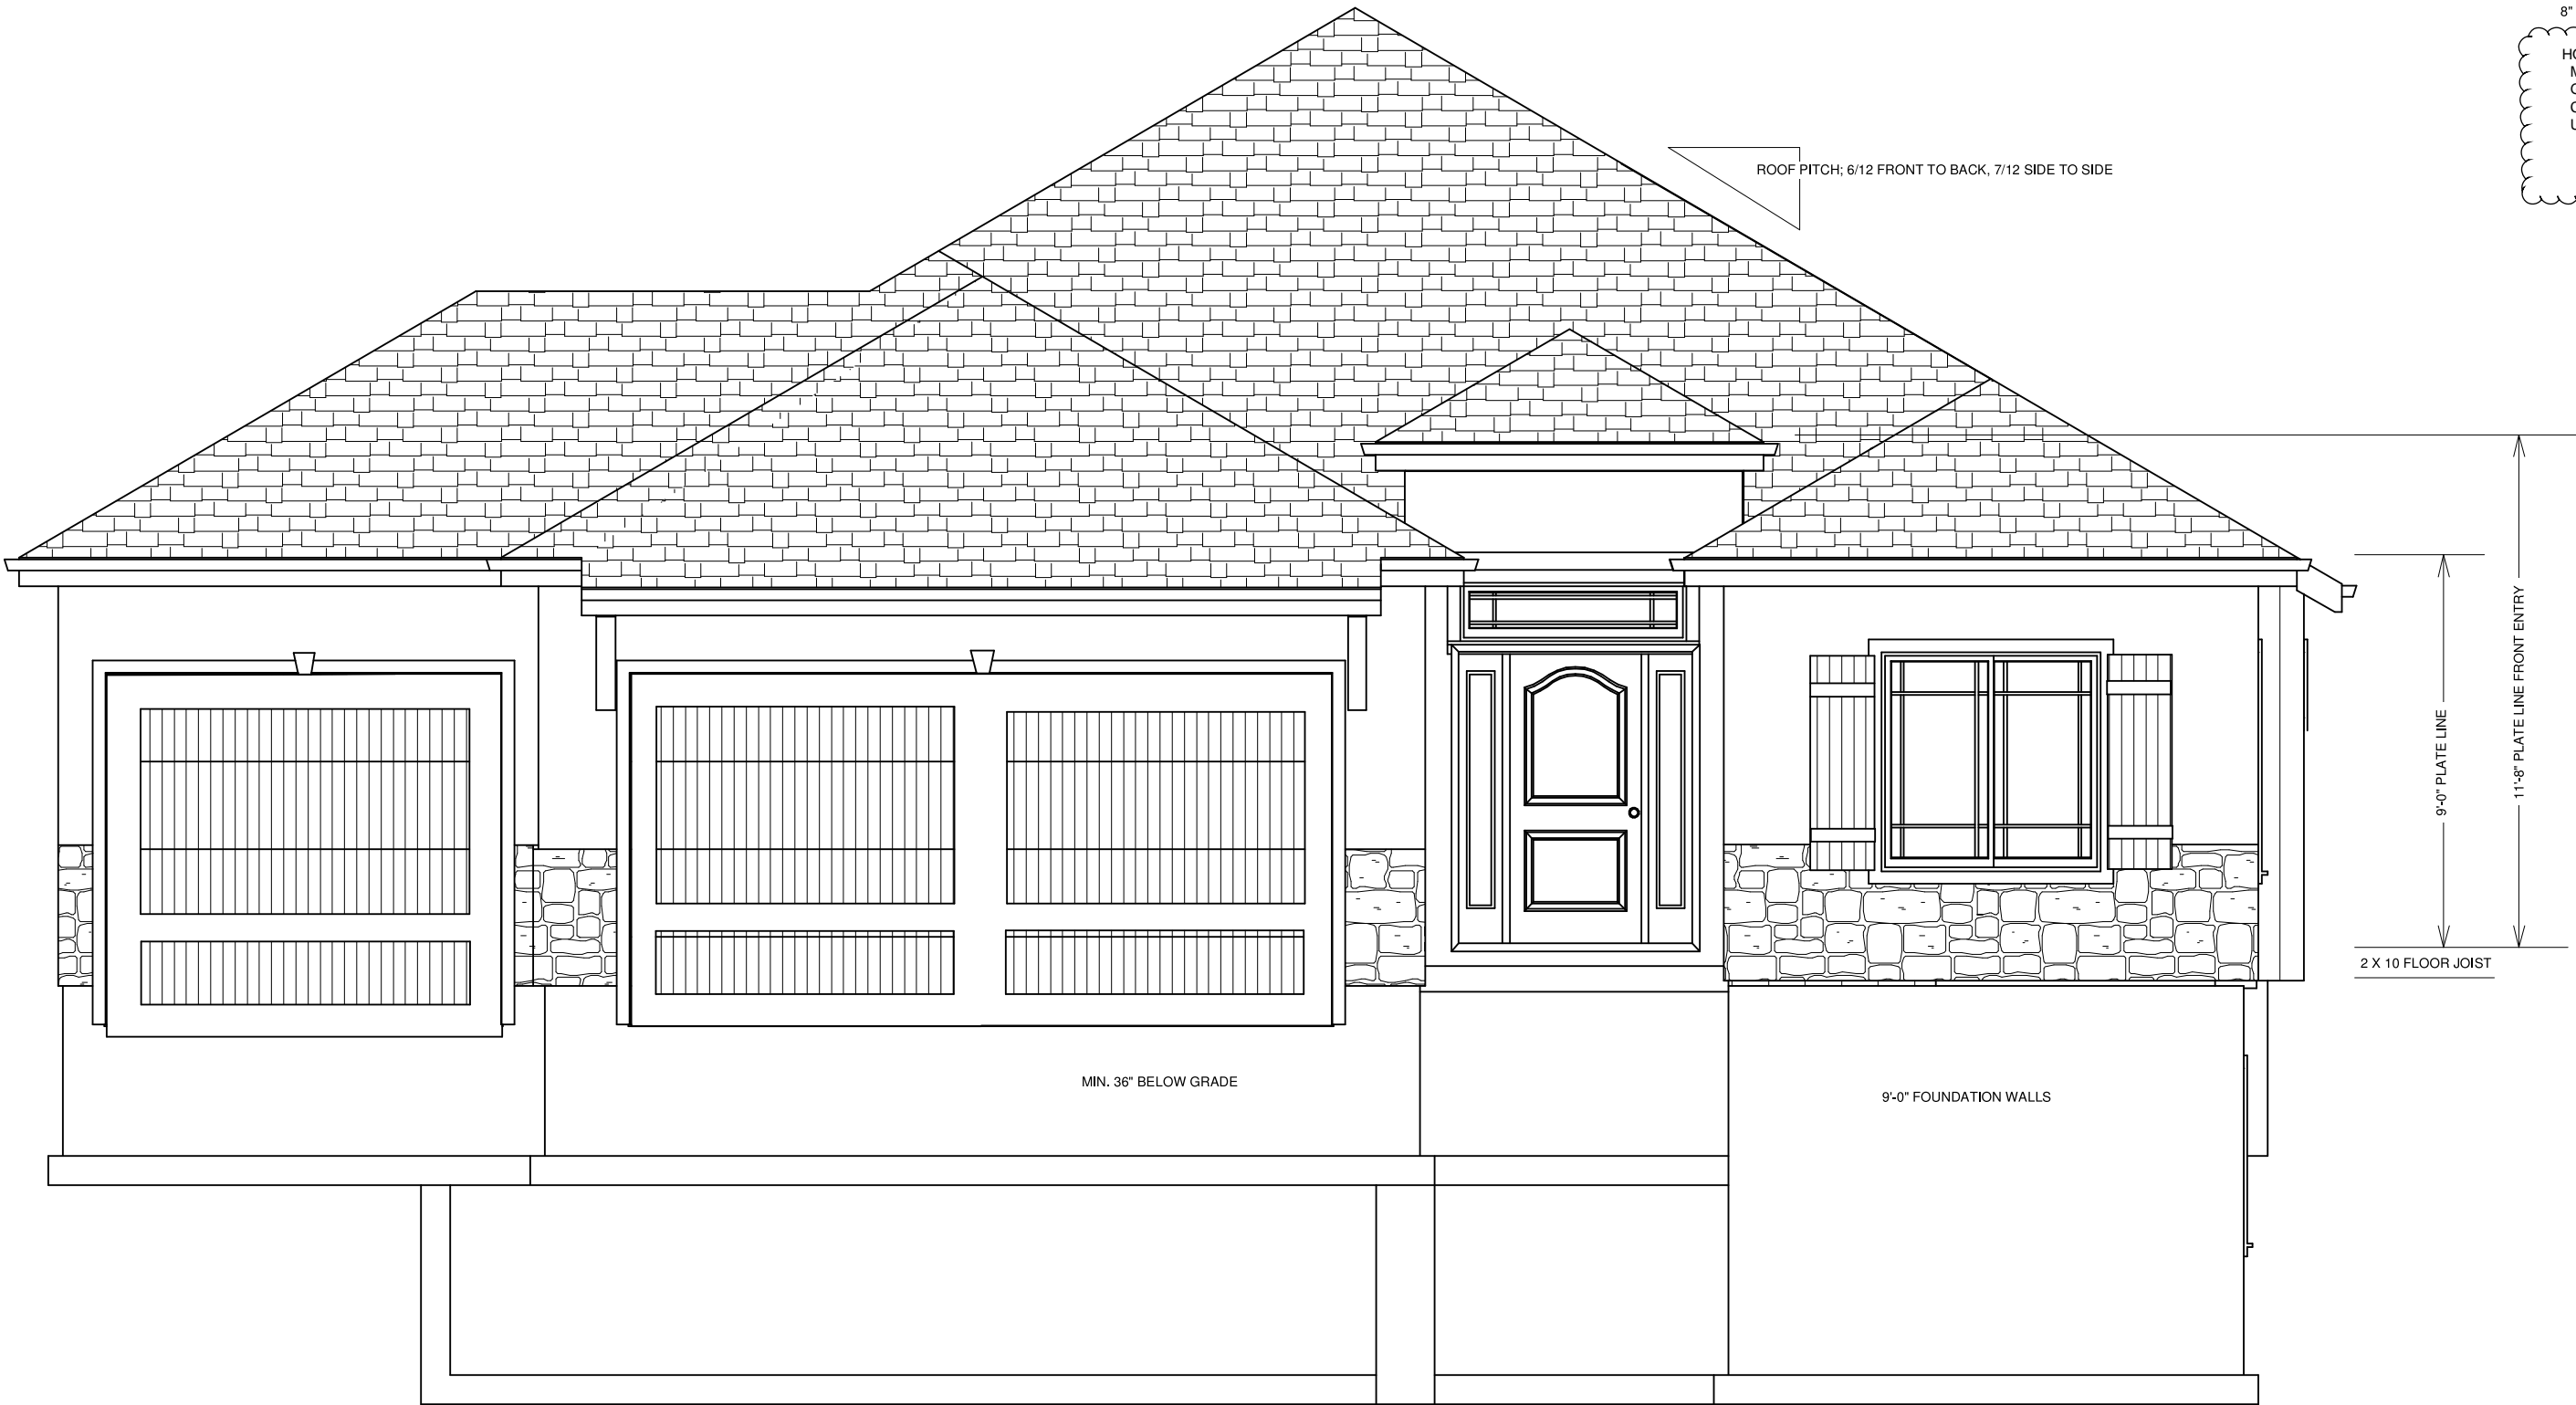 8"
ROOF PITCH; 6/12 FRONT TO BACK, 7/12 SIDE TO SIDE
11'-8" PLATE LINE FRONT ENTRY
9'-0" PLATE LINE
2 X 10 FLOOR JOIST
MIN. 36" BELOW GRADE
9'-0" FOUNDATION WALLS